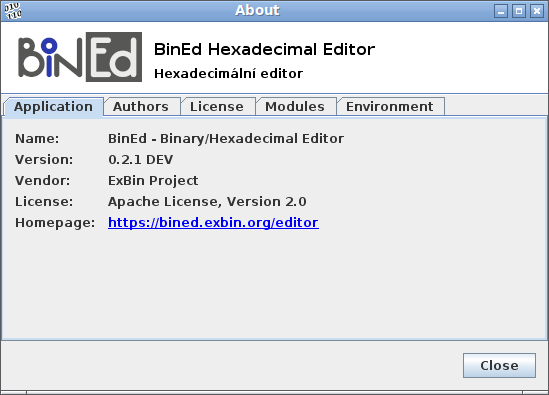 About
BinEd
BinEd Hexadecimal Editor
Hexadecimální editor
Application Authors License Modules Environment
Name: BinEd - Binary/Hexadecimal Editor
Version: 0.2.1 DEV
Vendor: ExBin Project
License: Apache License, Version 2.0
Homepage: https://bined.exbin.org/editor
Close